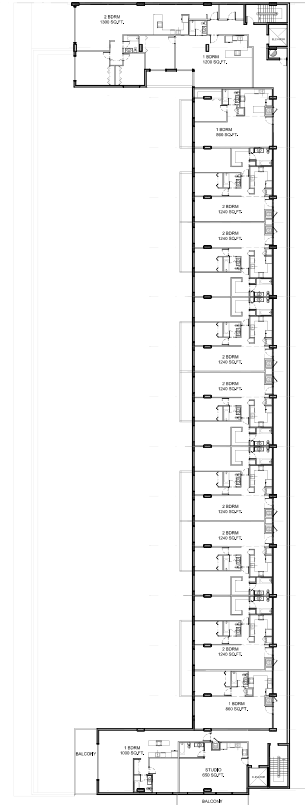 2 BDRM
1380 SQ.FT.
1 BDRM
1200 SQ.FT.
ELEVATOR
1 BDRM
860 SQ.FT.
2 BDRM
1240 SQ.FT.
2 BDRM
1240 SQ.FT.
2 BDRM
1240 SQ.FT.
2 BDRM
1240 SQ.FT.
2 BDRM
1240 SQ.FT.
2 BDRM
1240 SQ.FT.
2 BDRM
1240 SQ.FT.
1 BDRM
860 SQ.FT.
BALCONY
1 BDRM
1000 SQ.FT.
STUDIO
650 SQ.FT.
ELEVATOR
BALCONY